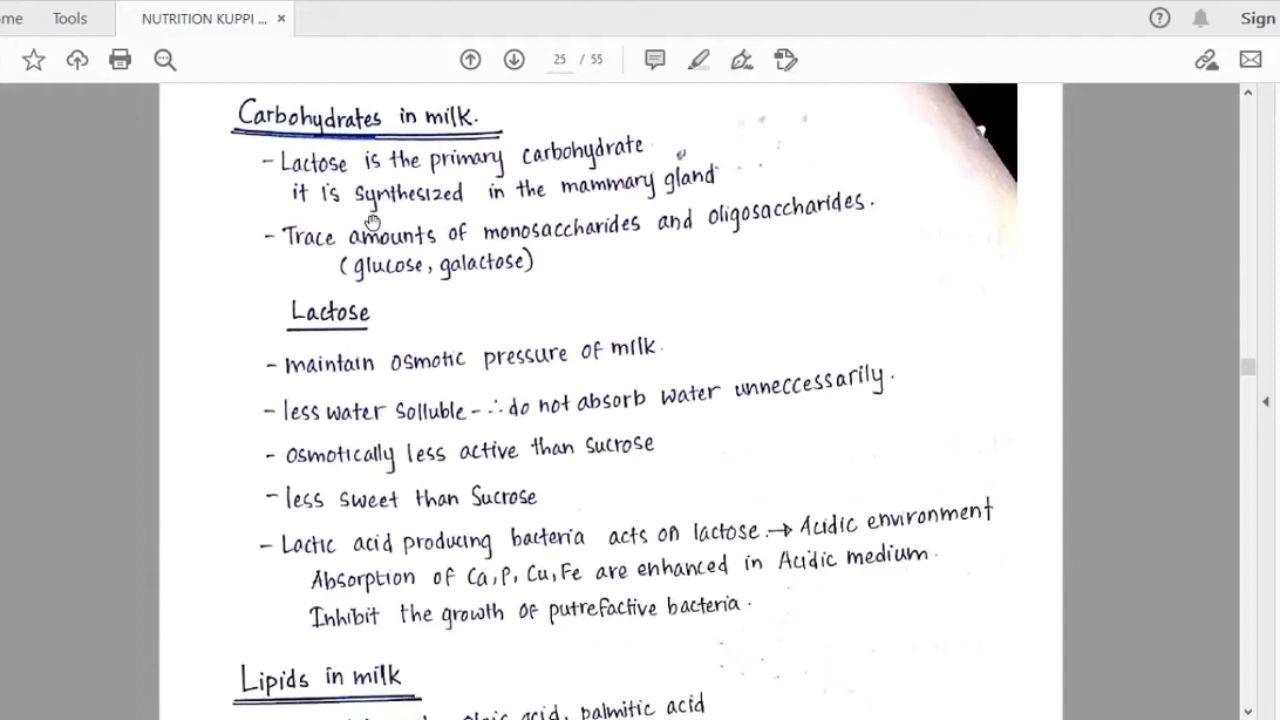 ome Tools NUTRITION KUPPI ... × Sign
25 / 55
Carbohydrates in milk.
- Lactose is the primary carbohydrate
it is synthesized in the mammary gland
- Trace amounts of monosaccharides and oligosaccharides.
(glucose, galactose)
Lactose
- maintain osmotic pressure of milk.
- less water solluble - ∴ do not absorb water unneccessarily.
- osmotically less active than sucrose
- less sweet than Sucrose
- Lactic acid producing bacteria acts on lactose. → Acidic environment
Absorption of Ca, P, Cu, Fe are enhanced in Acidic medium.
Inhibit the growth of putrefactive bacteria.
Lipids in milk
acid, palmitic acid